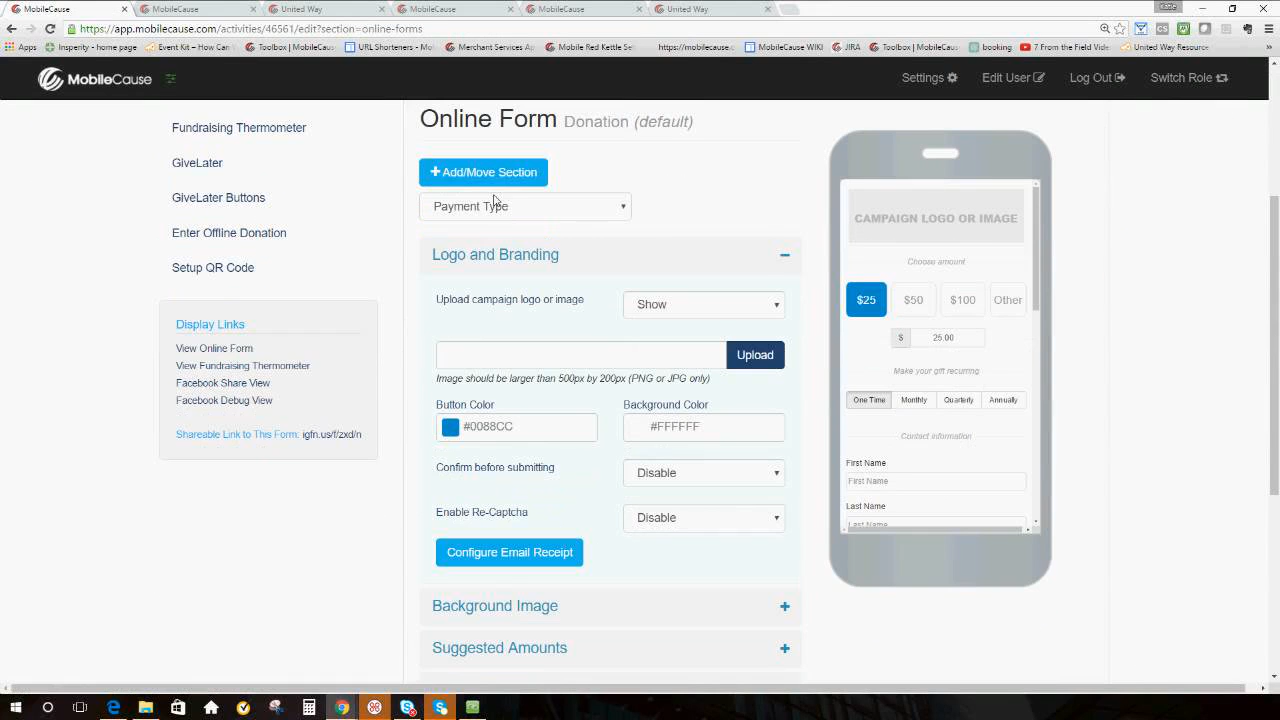 MobileCause
MobileCause
United Way
MobileCause
MobileCause
United Way
https://app.mobilecause.com/activities/46561/edit?section=online-forms
Apps
Insperity - home page
Event Kit – How Can
Toolbox | MobileCaus
URL Shorteners - Mo
Merchant Services Ap
Mobile Red Kettle Set
https://mobilecause.c
MobileCause WIKI
JIRA
Toolbox | MobileCaus
booking
7 From the Field Vide
United Way Resource
MobileCause
Settings
Edit User
Log Out
Switch Role
Fundraising Thermometer
GiveLater
GiveLater Buttons
Enter Offline Donation
Setup QR Code
Display Links
View Online Form
View Fundraising Thermometer
Facebook Share View
Facebook Debug View
Shareable Link to This Form: igfn.us/f/zxd/n
Online Form Donation (default)
+Add/Move Section
Payment Type
Logo and Branding
Upload campaign logo or image
Show
Upload
Image should be larger than 500px by 200px (PNG or JPG only)
Button Color
Background Color
#0088CC
#FFFFFF
Confirm before submitting
Disable
Enable Re-Captcha
Disable
Configure Email Receipt
Background Image
Suggested Amounts
CAMPAIGN LOGO OR IMAGE
Choose amount
$25
$50
$100
Other
$
25.00
Make your gift recurring
One Time
Monthly
Quarterly
Annually
Contact information
First Name
First Name
Last Name
Last Name